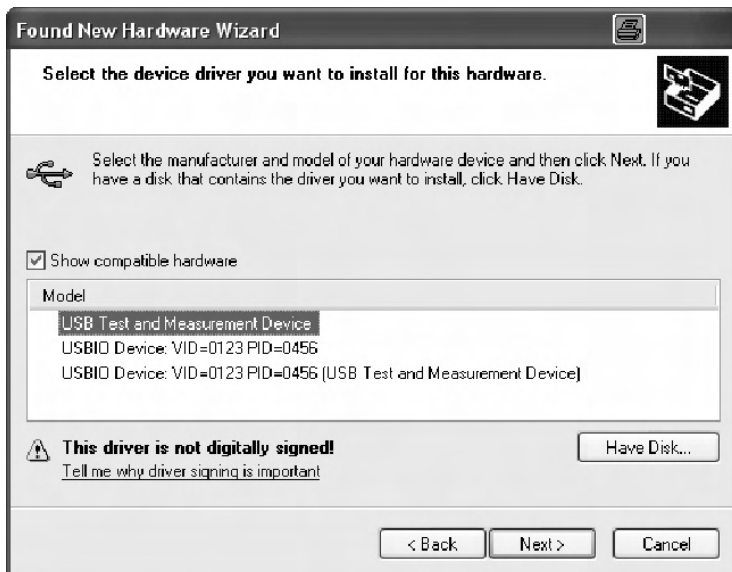 Found New Hardware Wizard
Select the device driver you want to install for this hardware.
Select the manufacturer and model of your hardware device and then click Next. If you
have a disk that contains the driver you want to install, click Have Disk.
Show compatible hardware
Model
USB Test and Measurement Device
USBIO Device: VID=0123 PID=0456
USBIO Device: VID=0123 PID=0456 (USB Test and Measurement Device)
This driver is not digitally signed!
Have Disk...
Tell me why driver signing is important
< Back
Next >
Cancel